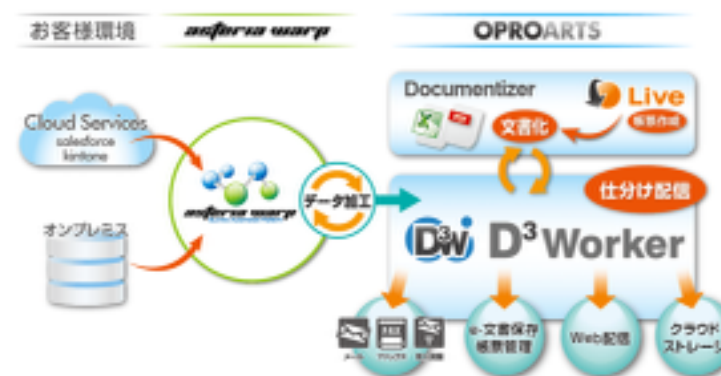 お客様環境
asteria warp
OPROARTS
Documentizer
Live
帳票作成
文書化
Cloud Services
salesforce
kintone
仕分け配信
データ加工
asteria warp
オンプレミス
D³W D³ Worker
メール
e-文書保存
帳票管理
Web配信
クラウド
ストレージ